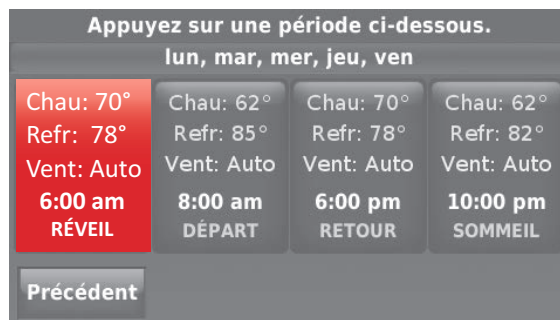 Appuyez sur une période ci-dessous.
lun, mar, mer, jeu, ven
Chau: 70°
Refr: 78°
Vent: Auto
6:00 am
RÉVEIL
Chau: 62°
Refr: 85°
Vent: Auto
8:00 am
DÉPART
Chau: 70°
Refr: 78°
Vent: Auto
6:00 pm
RETOUR
Chau: 62°
Refr: 82°
Vent: Auto
10:00 pm
SOMMEIL
Précédent